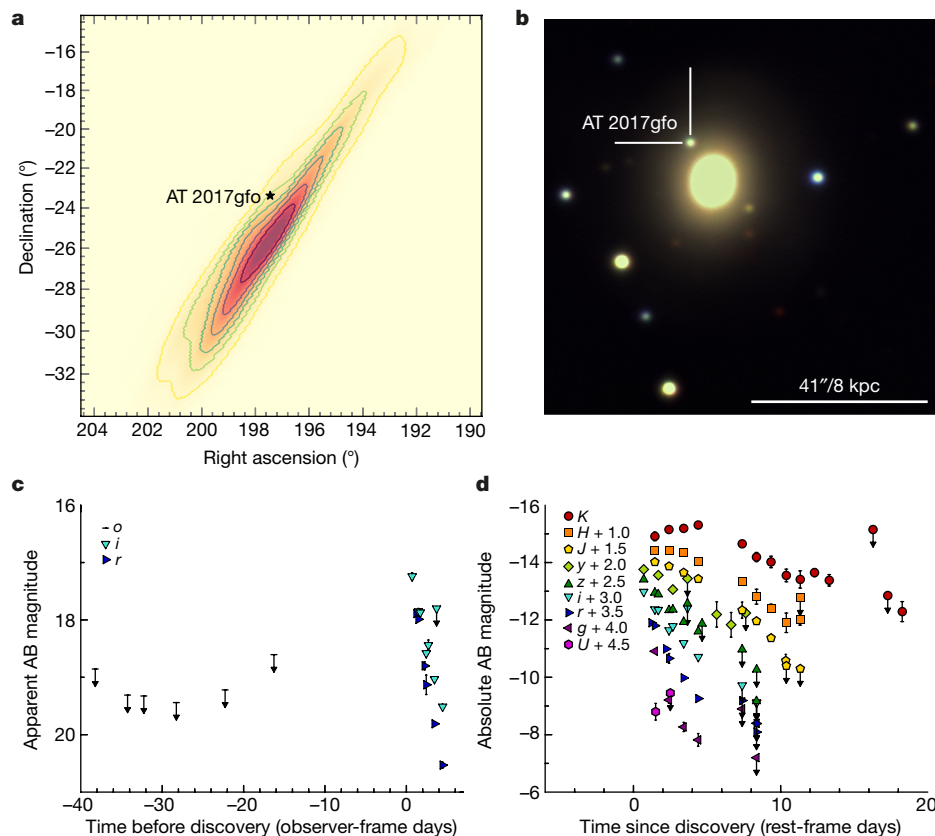 a
−16
−18
−20
−22
−24
−26
−28
−30
−32
Declination (°)
AT 2017gfo
204 202 200 198 196 194 192 190
Right ascension (°)
b
AT 2017gfo
41″/8 kpc
c
16
18
20
Apparent AB magnitude
o
i
r
−40 −30 −20 −10 0
Time before discovery (observer-frame days)
d
−16
−14
−12
−10
−8
−6
Absolute AB magnitude
K
H + 1.0
J + 1.5
y + 2.0
z + 2.5
i + 3.0
r + 3.5
g + 4.0
U + 4.5
0 10 20
Time since discovery (rest-frame days)